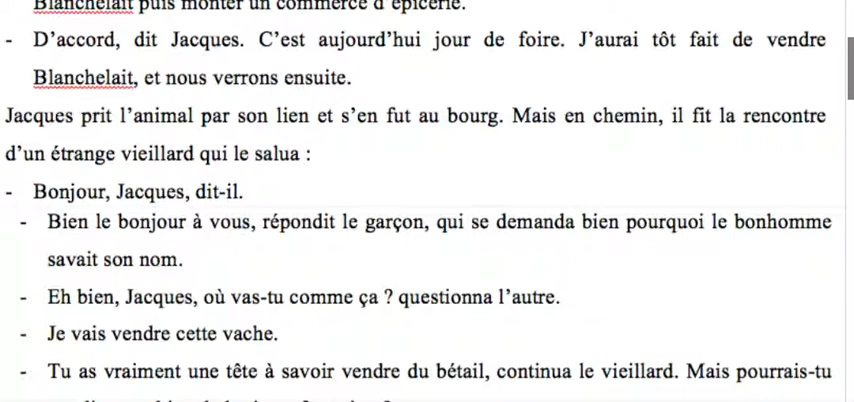 Blanchelait puis monter un commerce d'épicerie.
- D'accord, dit Jacques. C'est aujourd'hui jour de foire. J'aurai tôt fait de vendre
Blanchelait, et nous verrons ensuite.
Jacques prit l'animal par son lien et s'en fut au bourg. Mais en chemin, il fit la rencontre
d'un étrange vieillard qui le salua :
- Bonjour, Jacques, dit-il.
- Bien le bonjour à vous, répondit le garçon, qui se demanda bien pourquoi le bonhomme
savait son nom.
- Eh bien, Jacques, où vas-tu comme ça ? questionna l'autre.
- Je vais vendre cette vache.
- Tu as vraiment une tête à savoir vendre du bétail, continua le vieillard. Mais pourrais-tu